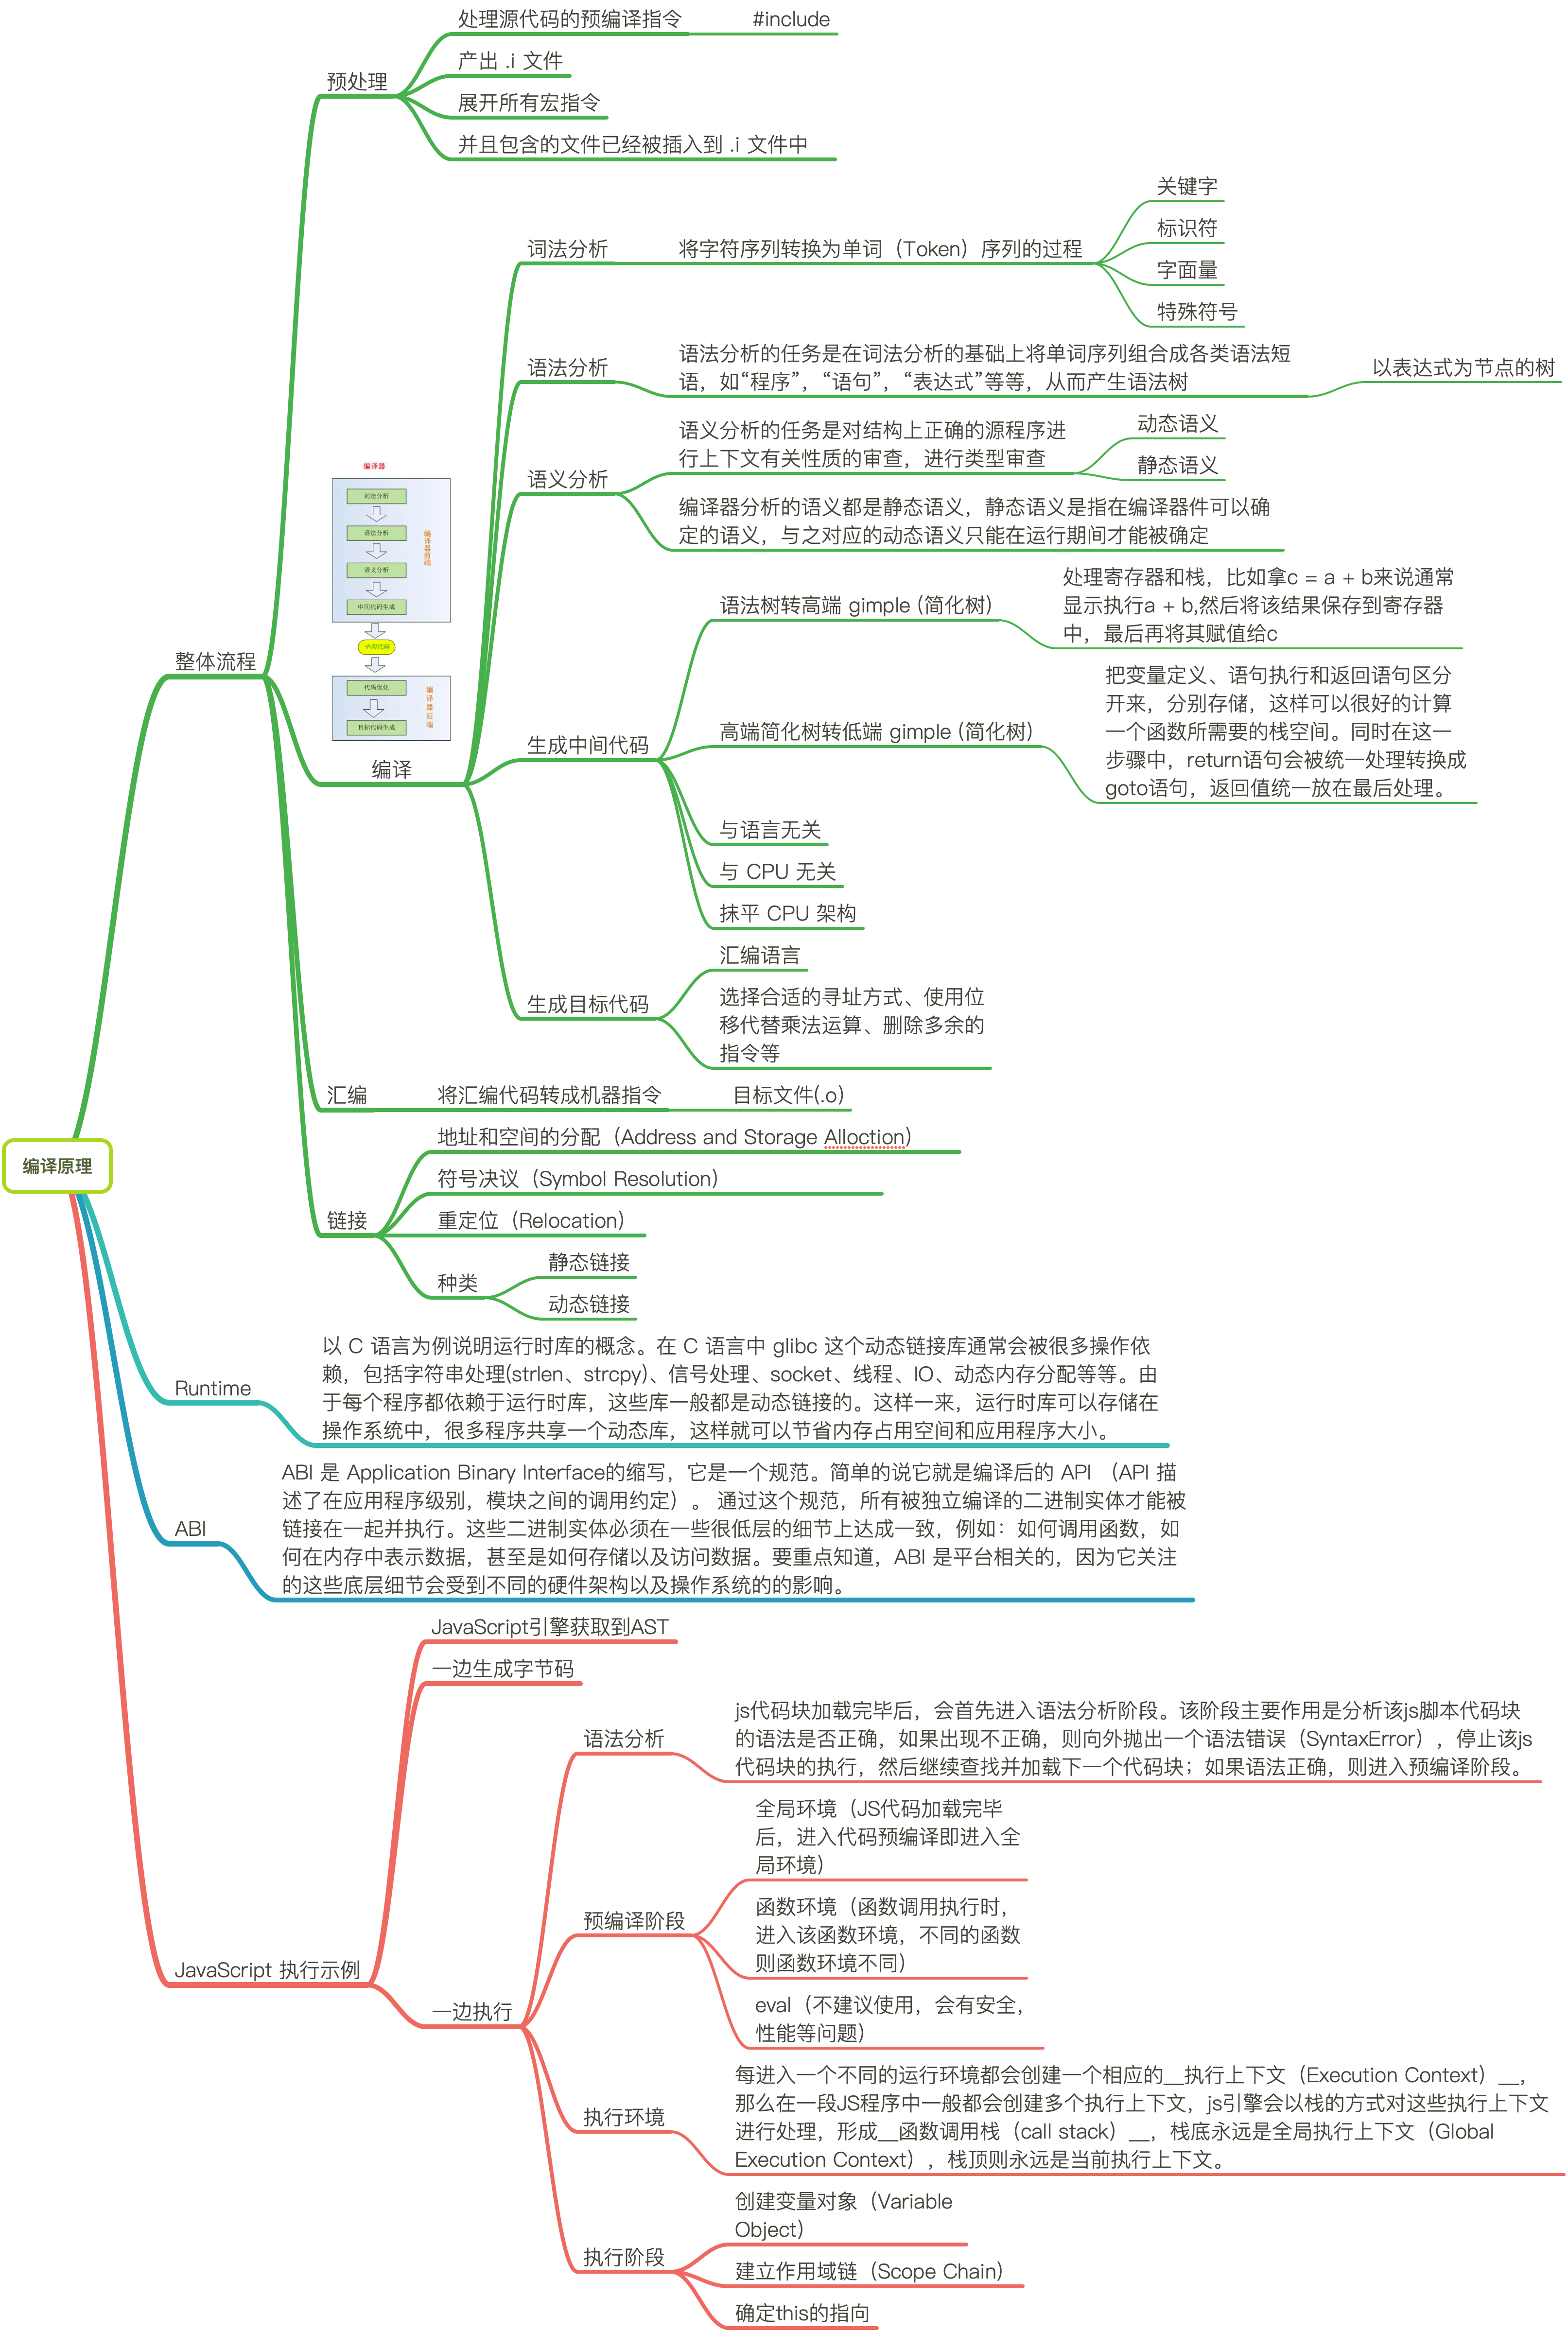 处理源代码的预编译指令
#include
产出 .i 文件
预处理
展开所有宏指令
并且包含的文件已经被插入到 .i 文件中
关键字
标识符
词法分析
将字符序列转换为单词（Token）序列的过程
字面量
特殊符号
语法分析
语法分析的任务是在词法分析的基础上将单词序列组合成各类语法短
语，如“程序”，“语句”，“表达式”等等，从而产生语法树
以表达式为节点的树
语义分析
语义分析的任务是对结构上正确的源程序进
行上下文有关性质的审查，进行类型审查
动态语义
静态语义
编译器分析的语义都是静态语义，静态语义是指在编译器件可以确
定的语义，与之对应的动态语义只能在运行期间才能被确定
编译器
词法分析
语法分析
语义分析
中间代码生成
编译器前端
中间代码
代码优化
目标代码生成
编译器后端
整体流程
编译
生成中间代码
语法树转高端 gimple (简化树)
处理寄存器和栈，比如拿c = a + b来说通常
显示执行a + b,然后将该结果保存到寄存器
中，最后再将其赋值给c
高端简化树转低端 gimple (简化树)
把变量定义、语句执行和返回语句区分
开来，分别存储，这样可以很好的计算
一个函数所需要的栈空间。同时在这一
步骤中，return语句会被统一处理转换成
goto语句，返回值统一放在最后处理。
与语言无关
与 CPU 无关
抹平 CPU 架构
生成目标代码
汇编语言
选择合适的寻址方式、使用位
移代替乘法运算、删除多余的
指令等
汇编
将汇编代码转成机器指令
目标文件(.o)
编译原理
链接
地址和空间的分配（Address and Storage Alloction）
符号决议（Symbol Resolution）
重定位（Relocation）
种类
静态链接
动态链接
Runtime
以 C 语言为例说明运行时库的概念。在 C 语言中 glibc 这个动态链接库通常会被很多操作依
赖，包括字符串处理(strlen、strcpy)、信号处理、socket、线程、IO、动态内存分配等等。由
于每个程序都依赖于运行时库，这些库一般都是动态链接的。这样一来，运行时库可以存储在
操作系统中，很多程序共享一个动态库，这样就可以节省内存占用空间和应用程序大小。
ABI
ABI 是 Application Binary Interface的缩写，它是一个规范。简单的说它就是编译后的 API （API 描
述了在应用程序级别，模块之间的调用约定）。 通过这个规范，所有被独立编译的二进制实体才能被
链接在一起并执行。这些二进制实体必须在一些很低层的细节上达成一致，例如：如何调用函数，如
何在内存中表示数据，甚至是如何存储以及访问数据。要重点知道，ABI 是平台相关的，因为它关注
的这些底层细节会受到不同的硬件架构以及操作系统的的影响。
JavaScript 执行示例
JavaScript引擎获取到AST
一边生成字节码
一边执行
语法分析
js代码块加载完毕后，会首先进入语法分析阶段。该阶段主要作用是分析该js脚本代码块
的语法是否正确，如果出现不正确，则向外抛出一个语法错误（SyntaxError），停止该js
代码块的执行，然后继续查找并加载下一个代码块；如果语法正确，则进入预编译阶段。
预编译阶段
全局环境（JS代码加载完毕
后，进入代码预编译即进入全
局环境）
函数环境（函数调用执行时，
进入该函数环境，不同的函数
则函数环境不同）
eval（不建议使用，会有安全，
性能等问题）
执行环境
每进入一个不同的运行环境都会创建一个相应的__执行上下文（Execution Context）__，
那么在一段JS程序中一般都会创建多个执行上下文，js引擎会以栈的方式对这些执行上下文
进行处理，形成__函数调用栈（call stack）__，栈底永远是全局执行上下文（Global
Execution Context），栈顶则永远是当前执行上下文。
执行阶段
创建变量对象（Variable
Object）
建立作用域链（Scope Chain）
确定this的指向